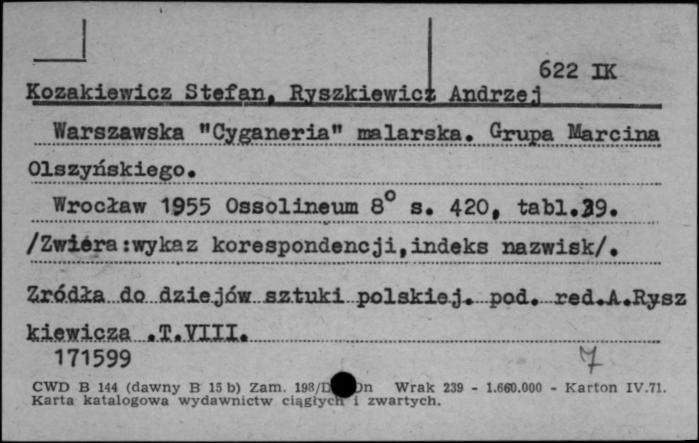 622 IK
Kozakiewicz Stefan, Ryszkiewicz Andrzej
Warszawska "Cyganeria" malarska. Grupa Marcina
Olszyńskiego.
Wrocław 1955 Ossolineum 8° s. 420, tabl.39.
/Zwiera:wykaz korespondencji,indeks nazwisk/.
Źródła do dziejów sztuki polskiej. pod. red.A.Rysz
kiewicza .T.VIII.
171599
7
CWD B 144 (dawny B 15 b) Zam. Wrak 239 - 1.660.000 - Karton IV.71.
Karta katalogowa wydawnictw ciągłych i zwartych.